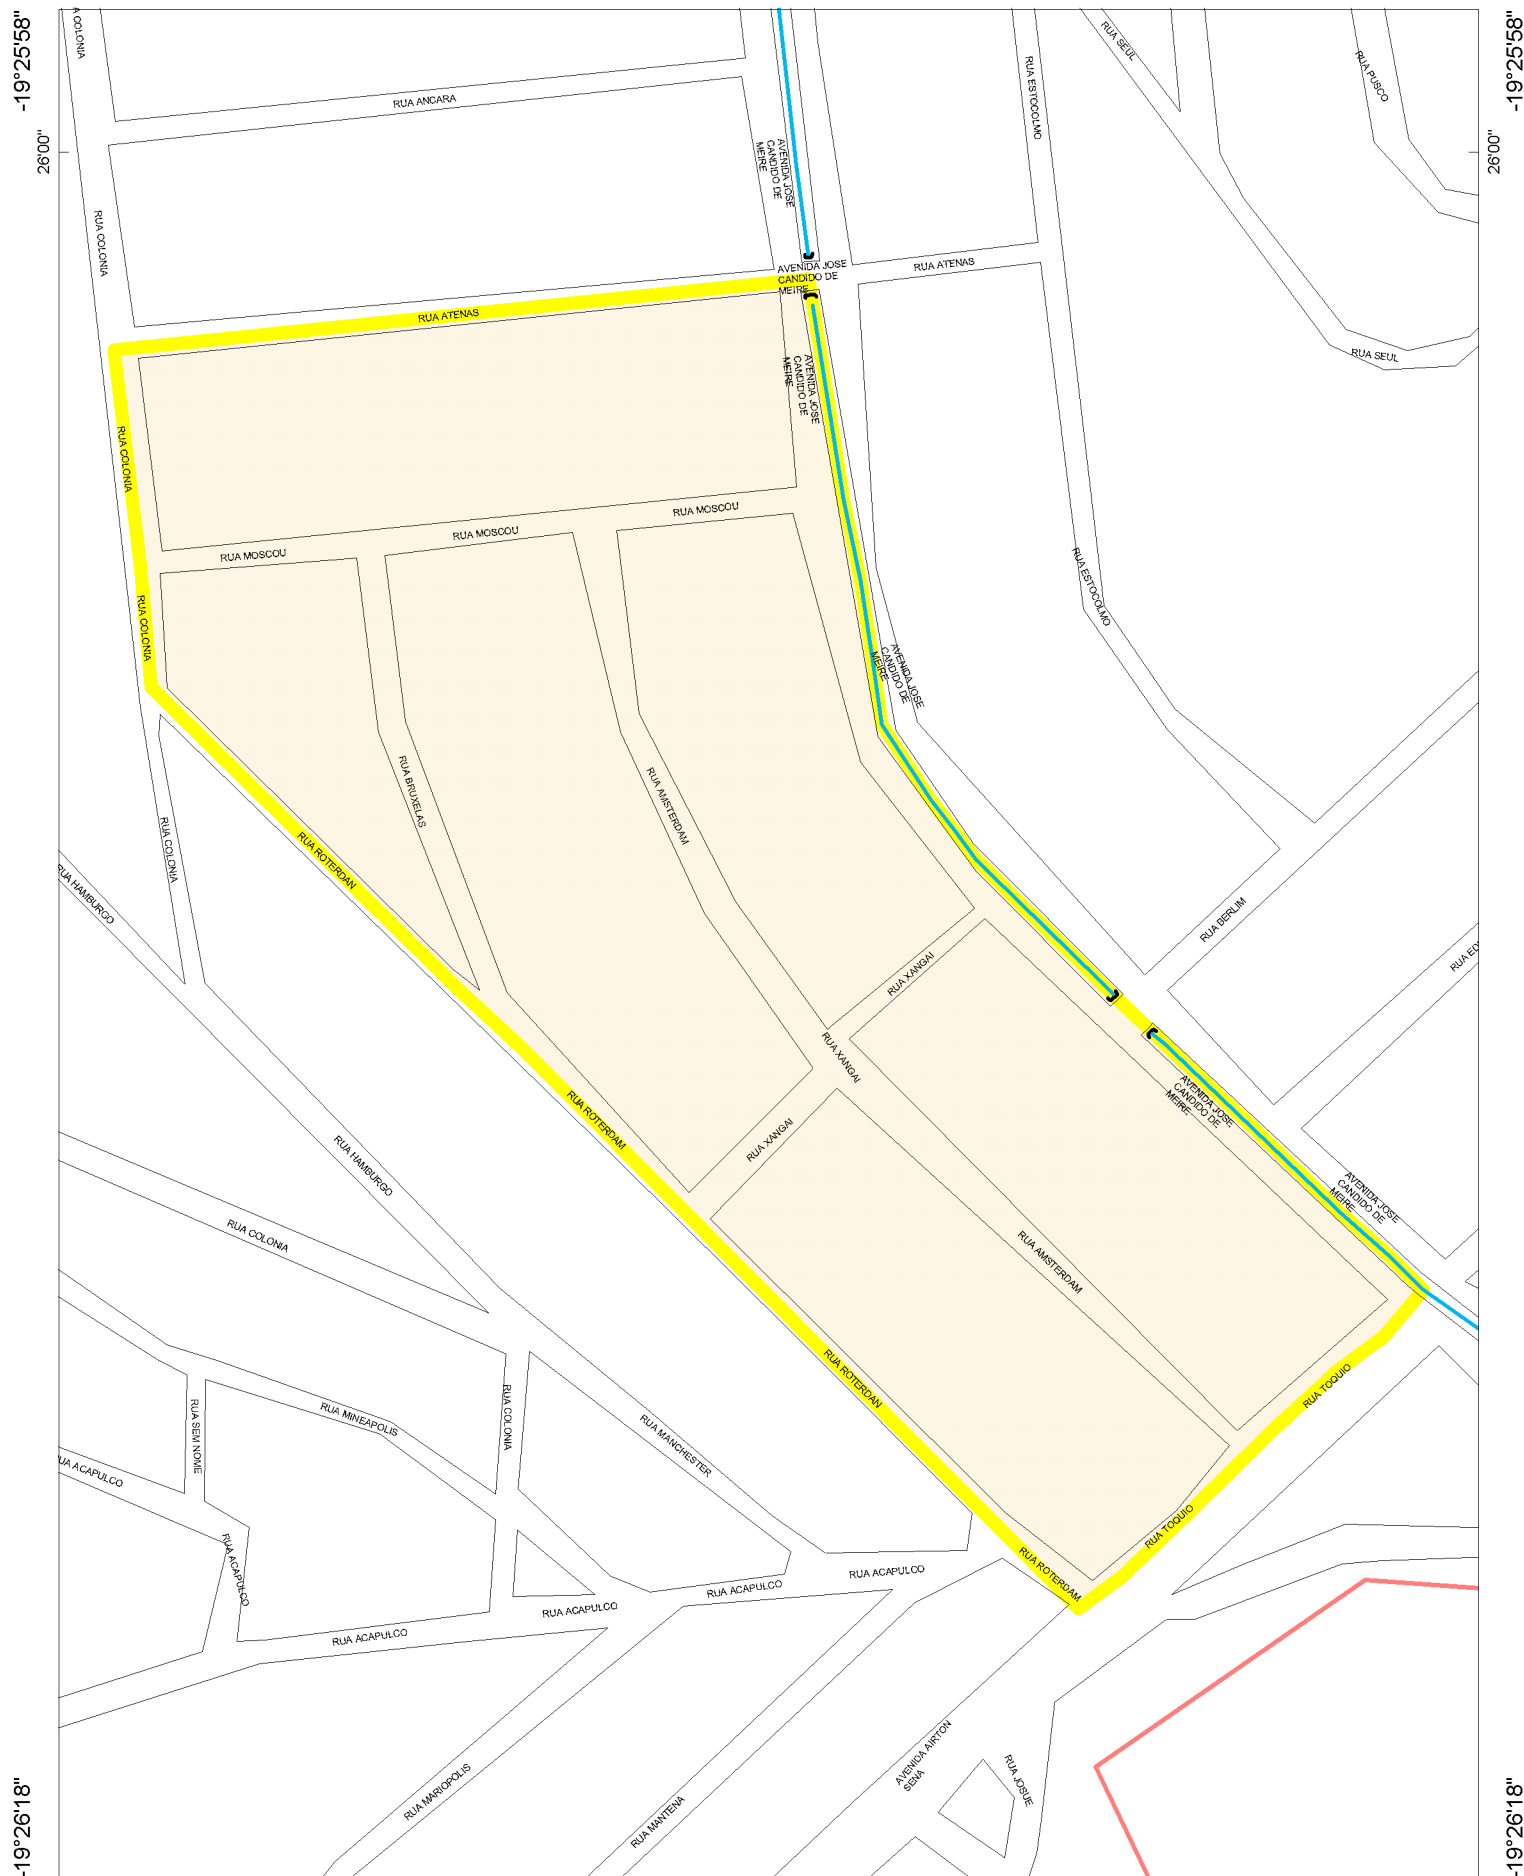 -19°25'58"
-19°25'58"
A COLONIA
RUA SEUL
RUA PUSCO
RUA ESTOCOLMO
RUA ANCARA
26'00"
26'00"
AVENIDA JOSE
CANDIDO DE
MEIRE
RUA COLONIA
AVENIDA JOSE
CANDIDO DE
MEIRE
RUA ATENAS
RUA ATENAS
RUA SEUL
AVENIDA JOSE
CANDIDO DE
MEIRE
RUA COLONIA
RUA MOSCOU
RUA MOSCOU
RUA MOSCOU
RUA ESTOCOLMO
RUA COLONIA
AVENIDA JOSE
CANDIDO DE
MEIRE
RUA BRUXELAS
RUA AMSTERDAM
RUA COLONIA
RUA ROTERDAN
RUA HAMBURGO
RUA BERLIM
RUA ED
RUA XANGAI
RUA XANGAI
AVENIDA JOSE
CANDIDO DE
MEIRE
RUA ROTERDAM
RUA XANGAI
RUA HAMBURGO
AVENIDA JOSE
CANDIDO DE
MEIRE
RUA COLONIA
RUA AMSTERDAM
RUA ROTERDAN
RUA TOQUIO
RUA COLONIA
RUA MINEAPOLIS
RUA SEM NOME
RUA MANCHESTER
UA ACAPULCO
RUA TOQUIO
RUA ACAPULCO
RUA ROTERDAM
RUA ACAPULCO
RUA ACAPULCO
RUA ACAPULCO
RUA ACAPULCO
AVENIDA AIRTON
SENA
RUA JOSUE
RUA MARIOPOLIS
RUA MANTENA
-19°26'18"
-19°26'18"